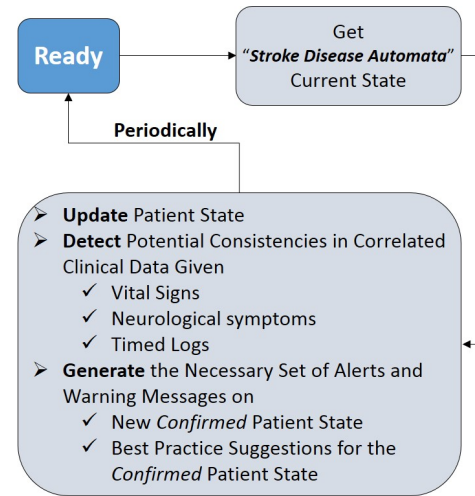 Ready
Get
“Stroke Disease Automata”
Current State
Periodically
➢ Update Patient State
➢ Detect Potential Consistencies in Correlated
Clinical Data Given
✓ Vital Signs
✓ Neurological symptoms
✓ Timed Logs
➢ Generate the Necessary Set of Alerts and
Warning Messages on
✓ New Confirmed Patient State
✓ Best Practice Suggestions for the
Confirmed Patient State